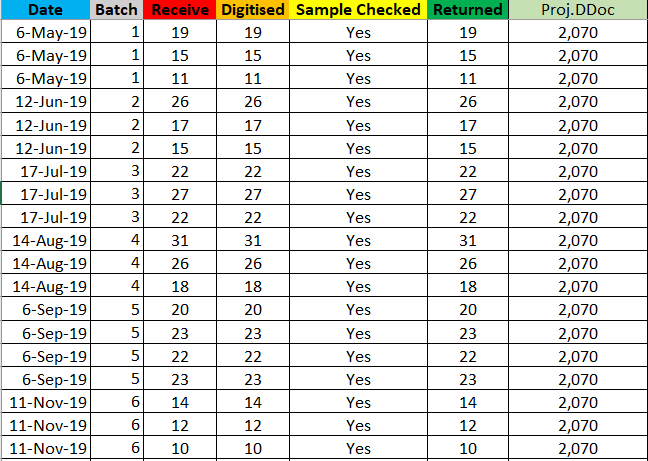 Date Batch Receive Digitised Sample Checked Returned Proj.DDoc
6-May-19 1 19 19 Yes 19 2,070
6-May-19 1 15 15 Yes 15 2,070
6-May-19 1 11 11 Yes 11 2,070
12-Jun-19 2 26 26 Yes 26 2,070
12-Jun-19 2 17 17 Yes 17 2,070
12-Jun-19 2 15 15 Yes 15 2,070
17-Jul-19 3 22 22 Yes 22 2,070
17-Jul-19 3 27 27 Yes 27 2,070
17-Jul-19 3 22 22 Yes 22 2,070
14-Aug-19 4 31 31 Yes 31 2,070
14-Aug-19 4 26 26 Yes 26 2,070
14-Aug-19 4 18 18 Yes 18 2,070
6-Sep-19 5 20 20 Yes 20 2,070
6-Sep-19 5 23 23 Yes 23 2,070
6-Sep-19 5 22 22 Yes 22 2,070
6-Sep-19 5 23 23 Yes 23 2,070
11-Nov-19 6 14 14 Yes 14 2,070
11-Nov-19 6 12 12 Yes 12 2,070
11-Nov-19 6 10 10 Yes 10 2,070